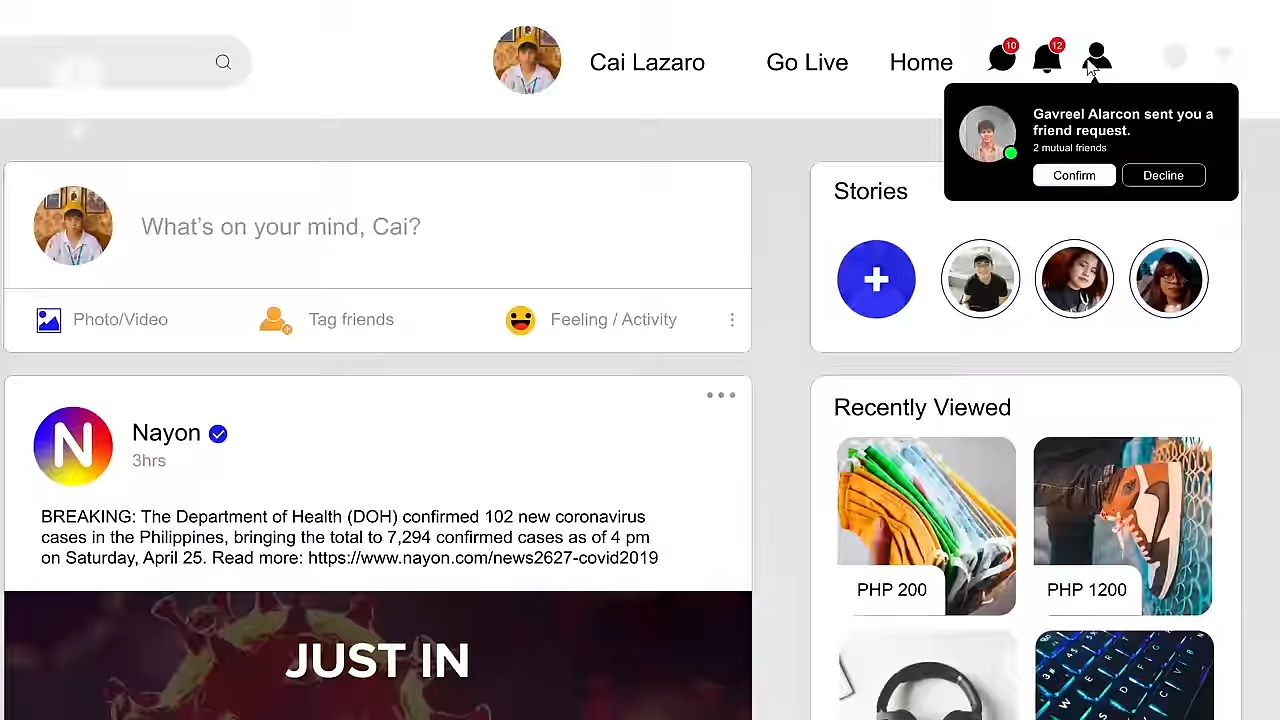 Cai Lazaro
Go Live
Home
10
12
Gavreel Alarcon sent you a
friend request.
2 mutual friends
Confirm
Decline
What's on your mind, Cai?
Photo/Video
Tag friends
Feeling / Activity
Stories
Nayon
3hrs
BREAKING: The Department of Health (DOH) confirmed 102 new coronavirus
cases in the Philippines, bringing the total to 7,294 confirmed cases as of 4 pm
on Saturday, April 25. Read more: https://www.nayon.com/news2627-covid2019
JUST IN
Recently Viewed
PHP 200
PHP 1200